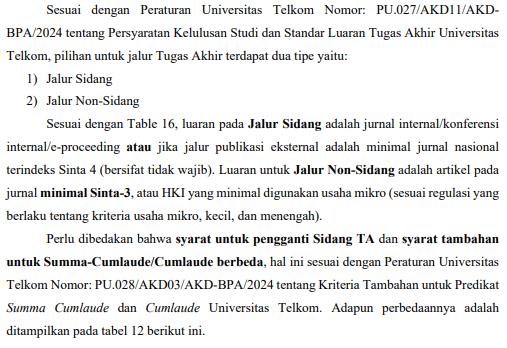 Sesuai dengan Peraturan Universitas Telkom Nomor: PU.027/AKD11/AKD-
BPA/2024 tentang Persyaratan Kelulusan Studi dan Standar Luaran Tugas Akhir Universitas
Telkom, pilihan untuk jalur Tugas Akhir terdapat dua tipe yaitu:
1) Jalur Sidang
2) Jalur Non-Sidang
Sesuai dengan Table 16, luaran pada Jalur Sidang adalah jurnal internal/konferensi
internal/e-proceeding atau jika jalur publikasi eksternal adalah minimal jurnal nasional
terindeks Sinta 4 (bersifat tidak wajib). Luaran untuk Jalur Non-Sidang adalah artikel pada
jurnal minimal Sinta-3, atau HKI yang minimal digunakan usaha mikro (sesuai regulasi yang
berlaku tentang kriteria usaha mikro, kecil, dan menengah).
Perlu dibedakan bahwa syarat untuk pengganti Sidang TA dan syarat tambahan
untuk Summa-Cumlaude/Cumlaude berbeda, hal ini sesuai dengan Peraturan Universitas
Telkom Nomor: PU.028/AKD03/AKD-BPA/2024 tentang Kriteria Tambahan untuk Predikat
Summa Cumlaude dan Cumlaude Universitas Telkom. Adapun perbedaannya adalah
ditampilkan pada tabel 12 berikut ini.